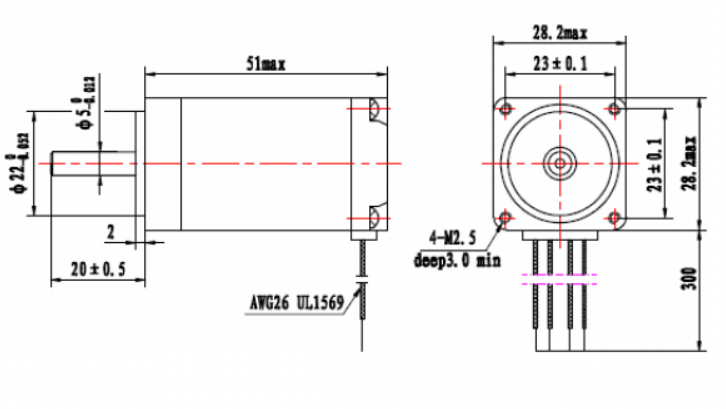 28.2max
51max
23±0.1
ϕ5 0 -0.012
ϕ22 0 -0.052
23±0.1
28.2max
2
4-M2.5
deep3.0 min
20±0.5
300
AWG26 UL1569